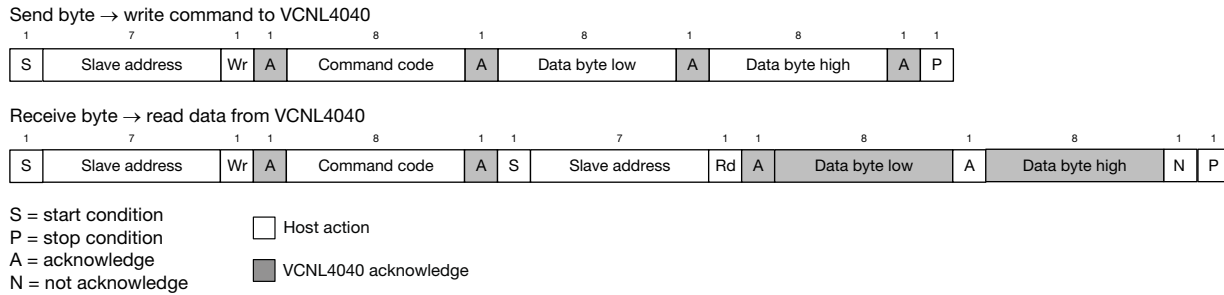 Send byte → write command to VCNL4040
1 7 1 1 8 1 8 1 8 1 1
S Slave address Wr A Command code A Data byte low A Data byte high A P
Receive byte → read data from VCNL4040
1 7 1 1 8 1 1 7 1 1 8 1 8 1 1
S Slave address Wr A Command code A S Slave address Rd A Data byte low A Data byte high N P
S = start condition
P = stop condition
A = acknowledge
N = not acknowledge
Host action
VCNL4040 acknowledge